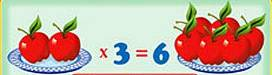 x 3 = 6